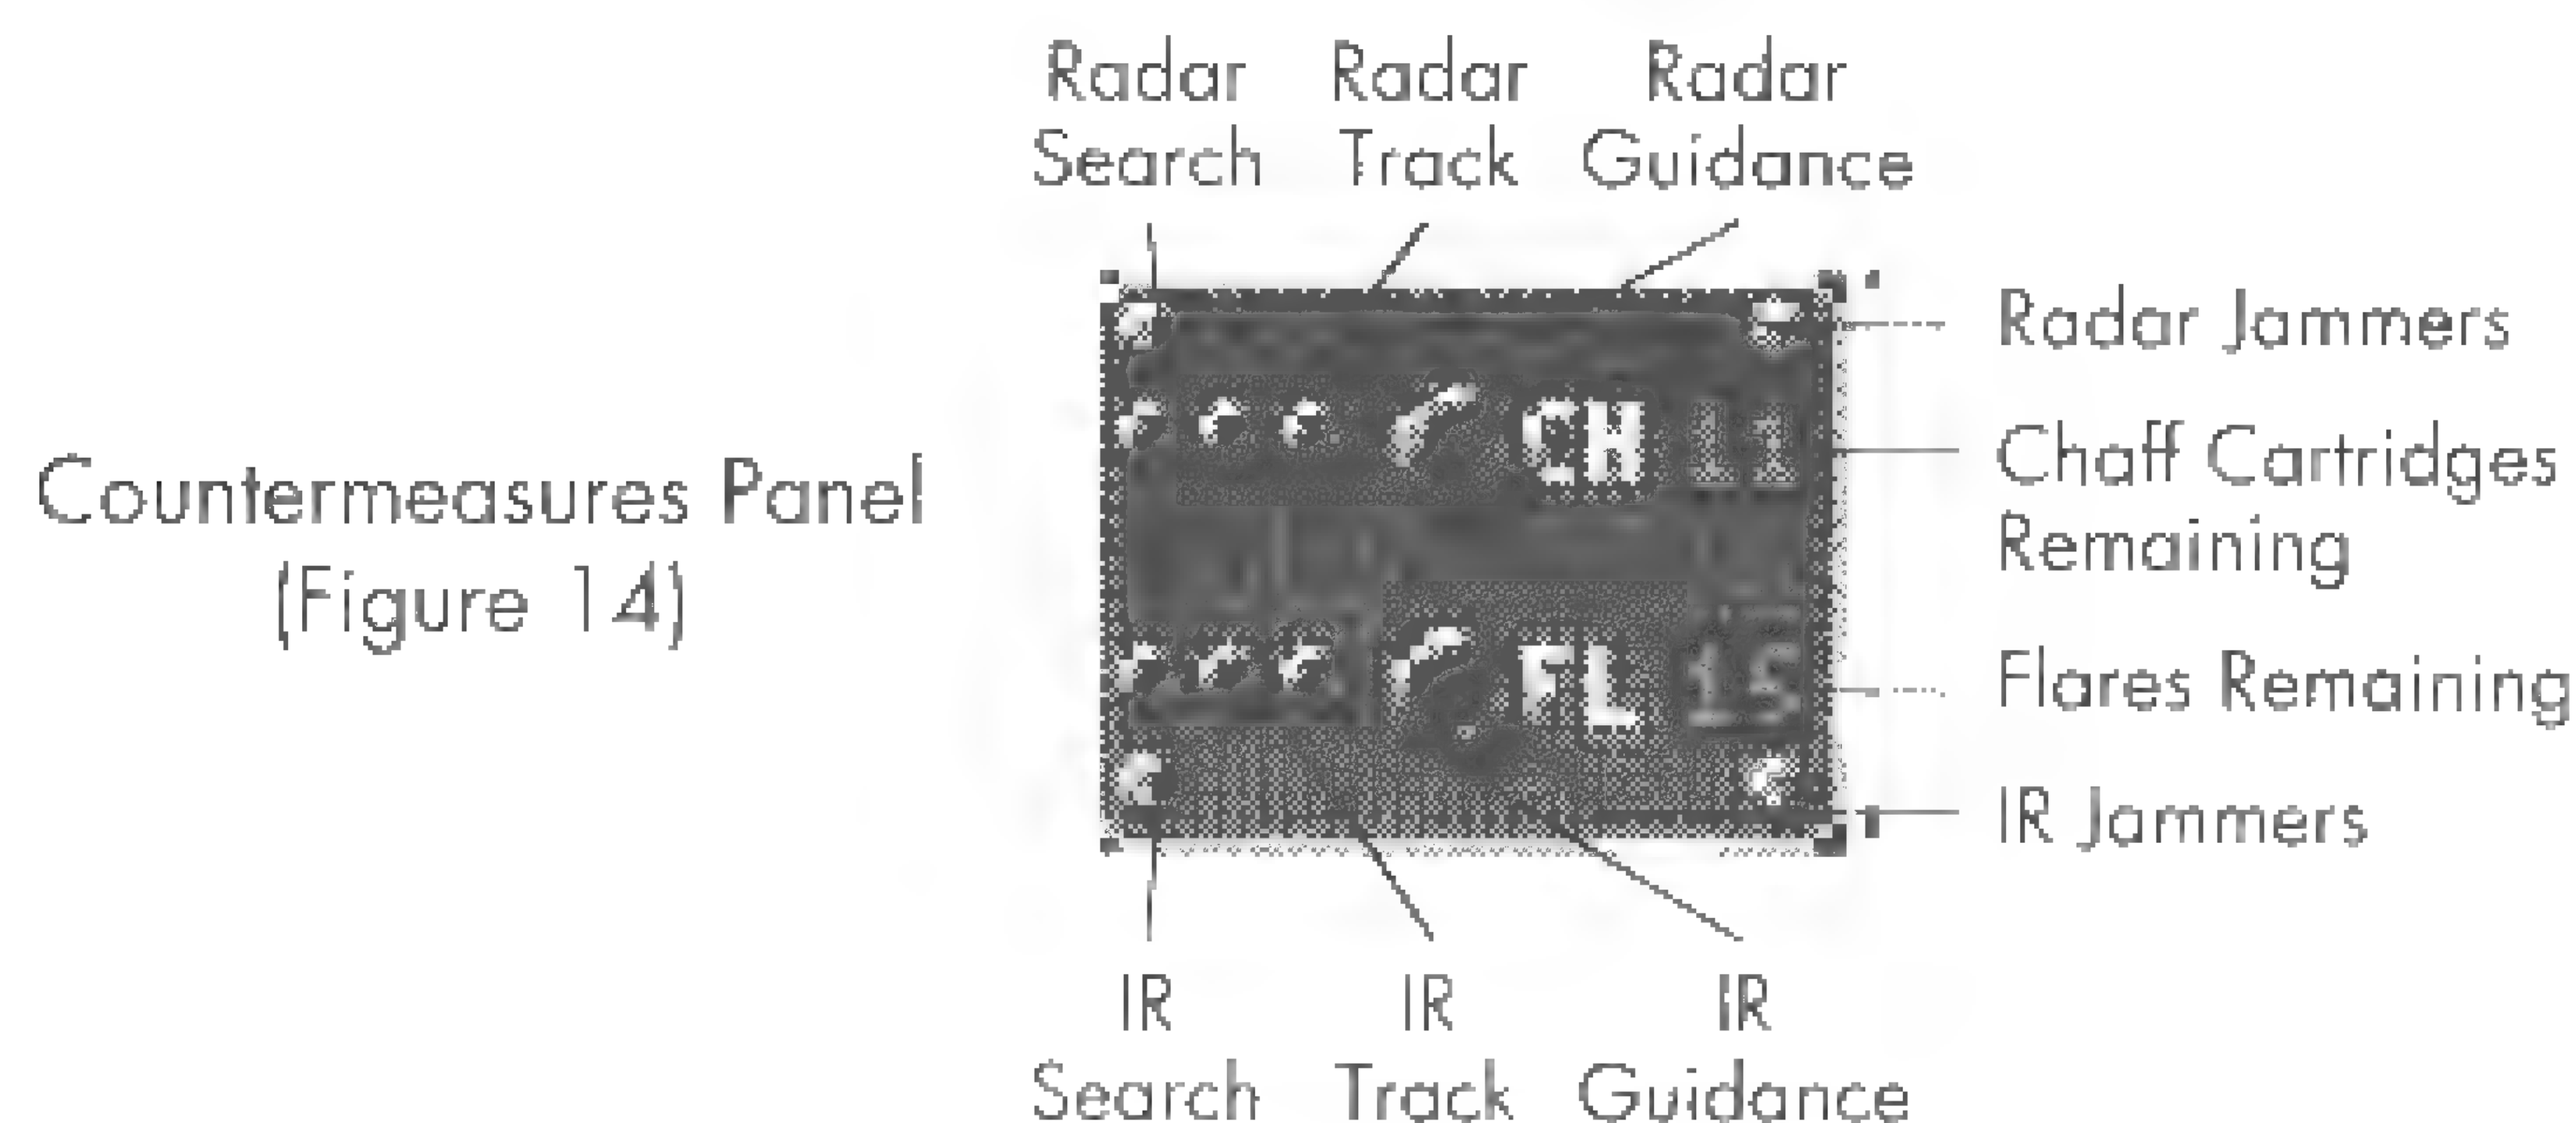 Radar Radar Radar
Search Track Guidance
Radar Jammers
CH 11
Chaff Cartridges
Remaining
Countermeasures Panel
(Figure 14)
FL 15
Flares Remaining
IR Jammers
IR IR IR
Search Track Guidance